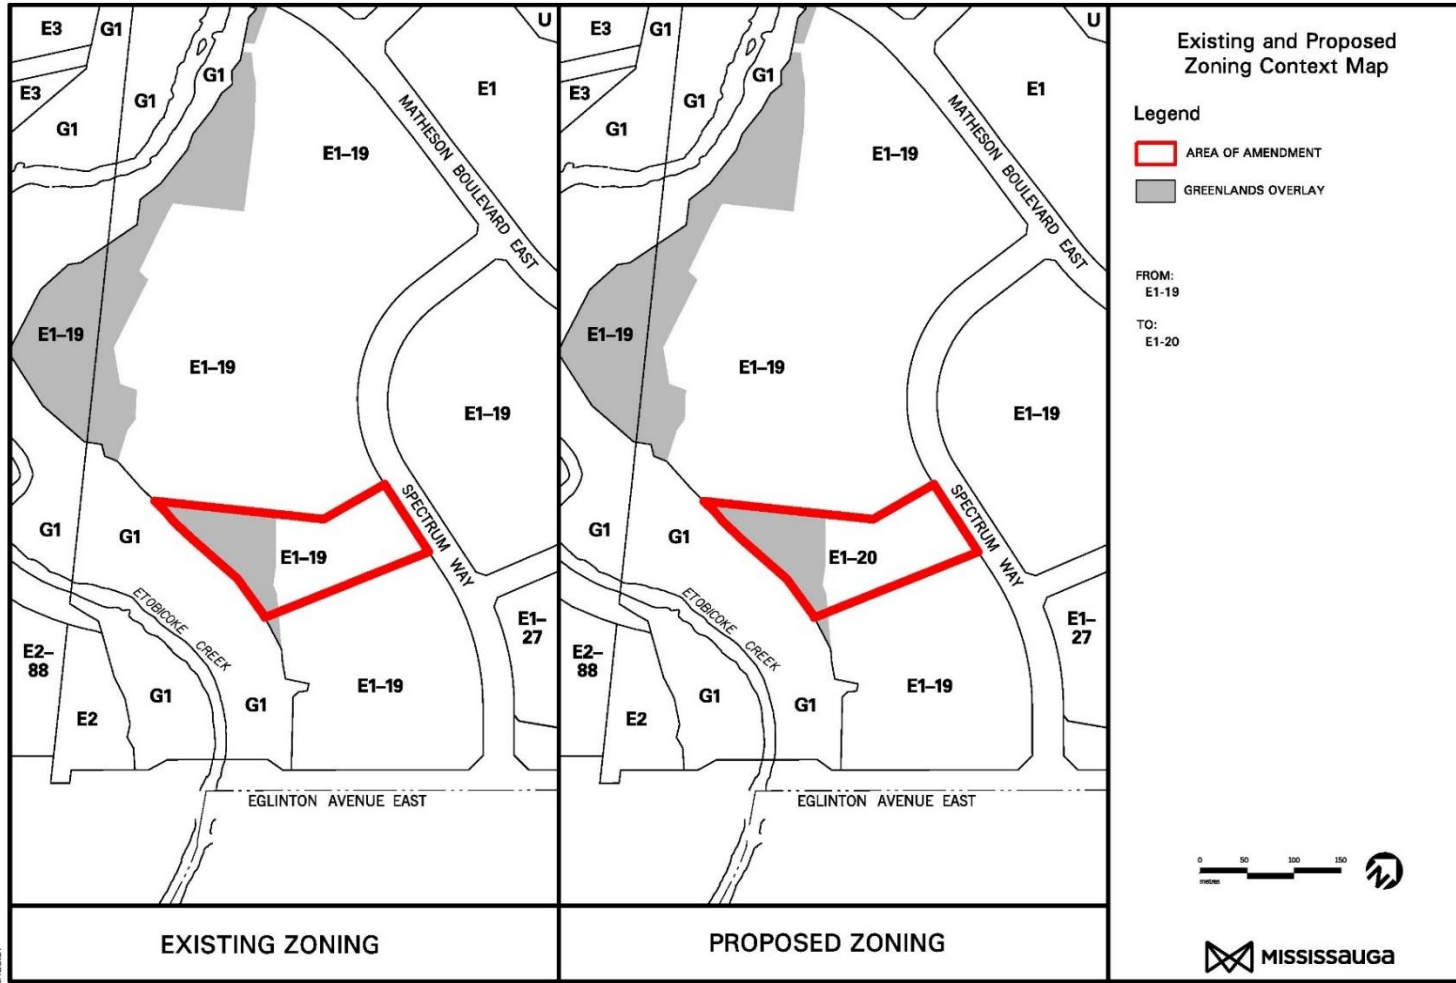 U
E3
G1
G1
E3
G1
G1
E1
MATHESON BOULEVARD EAST
E1–19
E1–19
E1–19
E1–19
SPECTRUM WAY
G1
G1
E1–19
ETOBICOKE
CREEK
E1–
27
E2–
88
E2
G1
G1
E1–19
EGLINTON AVENUE EAST
EXISTING ZONING
U
E3
G1
G1
E3
G1
G1
E1
MATHESON BOULEVARD EAST
E1–19
E1–19
E1–19
E1–19
SPECTRUM WAY
G1
G1
E1–20
ETOBICOKE
CREEK
E1–
27
E2–
88
E2
G1
G1
E1–19
EGLINTON AVENUE EAST
PROPOSED ZONING
Existing and Proposed
Zoning Context Map
Legend
AREA OF AMENDMENT
GREENLANDS OVERLAY
FROM:
E1-19
TO:
E1-20
0 50 100 150
metres
MISSISSAUGA